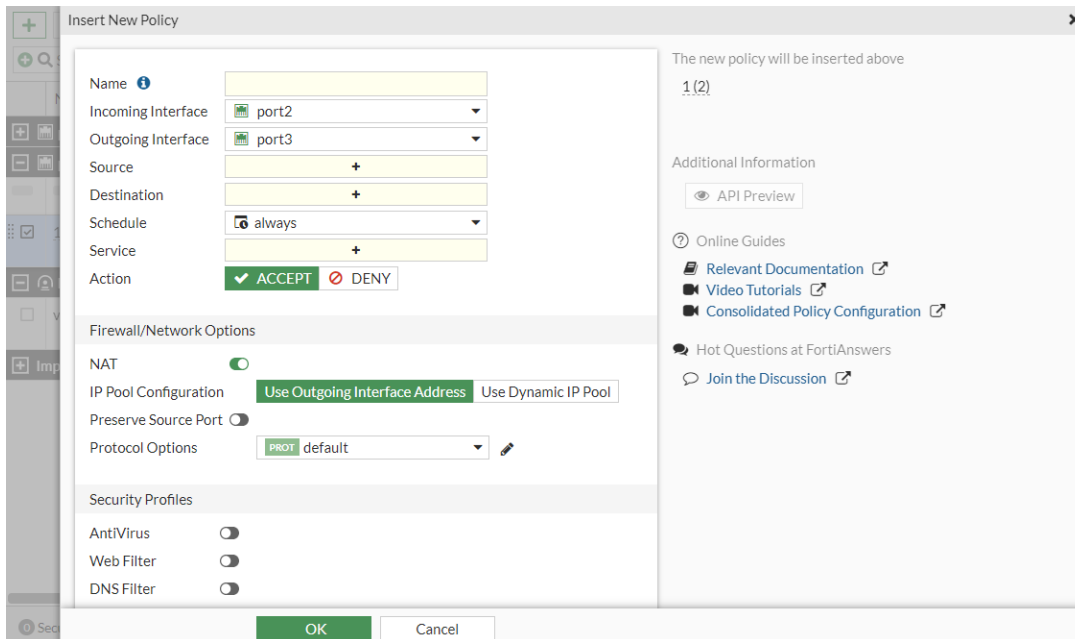 Insert New Policy
Name
Incoming Interface port2
Outgoing Interface port3
Source +
Destination +
Schedule always
Service +
Action ACCEPT DENY
Firewall/Network Options
NAT
IP Pool Configuration Use Outgoing Interface Address Use Dynamic IP Pool
Preserve Source Port
Protocol Options PROT default
Security Profiles
AntiVirus
Web Filter
DNS Filter
OK Cancel
The new policy will be inserted above
1 (2)
Additional Information
API Preview
Online Guides
Relevant Documentation
Video Tutorials
Consolidated Policy Configuration
Hot Questions at FortiAnswers
Join the Discussion